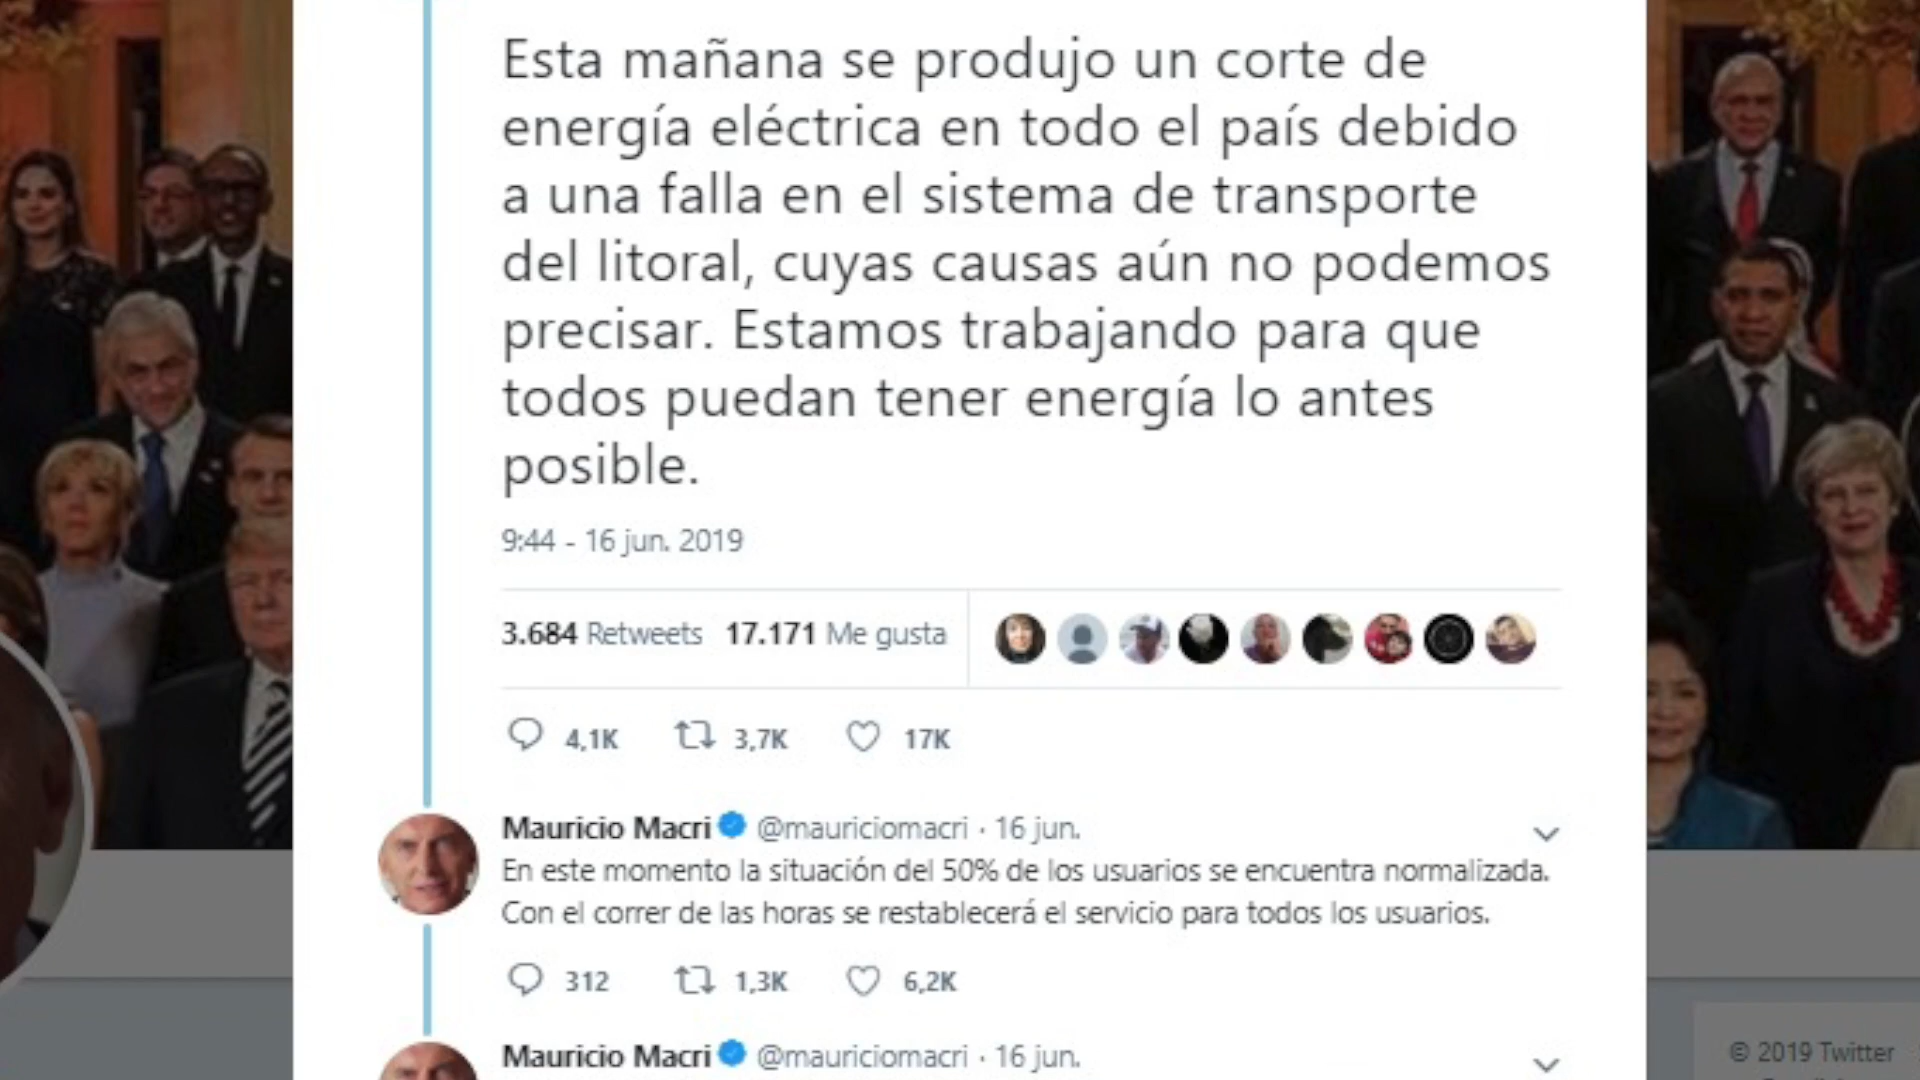 Esta mañana se produjo un corte de
energía eléctrica en todo el país debido
a una falla en el sistema de transporte
del litoral, cuyas causas aún no podemos
precisar. Estamos trabajando para que
todos puedan tener energía lo antes
posible.
9:44 - 16 jun. 2019
3.684 Retweets 17.171 Me gusta
4,1K 3,7K 17K
Mauricio Macri @mauriciomacri · 16 jun.
En este momento la situación del 50% de los usuarios se encuentra normalizada.
Con el correr de las horas se restablecerá el servicio para todos los usuarios.
312 1,3K 6,2K
Mauricio Macri @mauriciomacri · 16 jun.
© 2019 Twitter